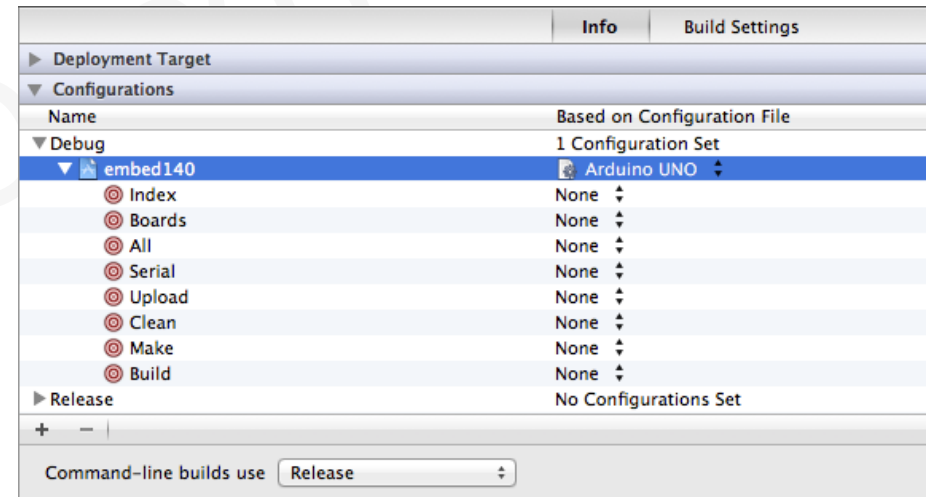 Info Build Settings
Deployment Target
Configurations
Name Based on Configuration File
Debug 1 Configuration Set
embed140 Arduino UNO
Index None
Boards None
All None
Serial None
Upload None
Clean None
Make None
Build None
Release No Configurations Set
+ −
Command-line builds use Release